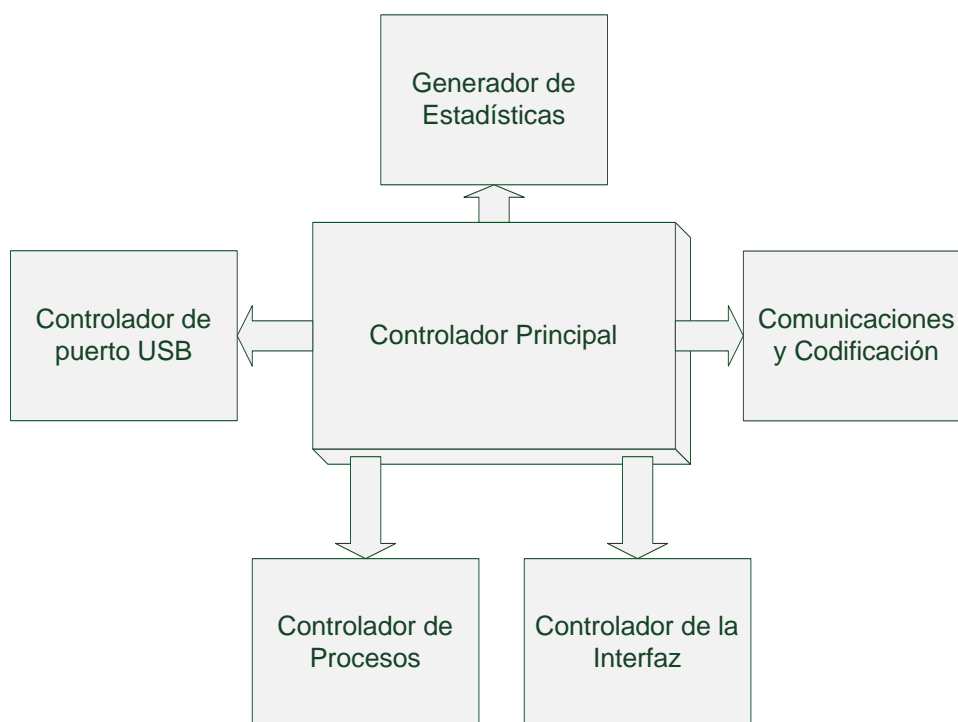 Generador de
Estadísticas
Controlador de
puerto USB
Controlador Principal
Comunicaciones
y Codificación
Controlador de
Procesos
Controlador de la
Interfaz